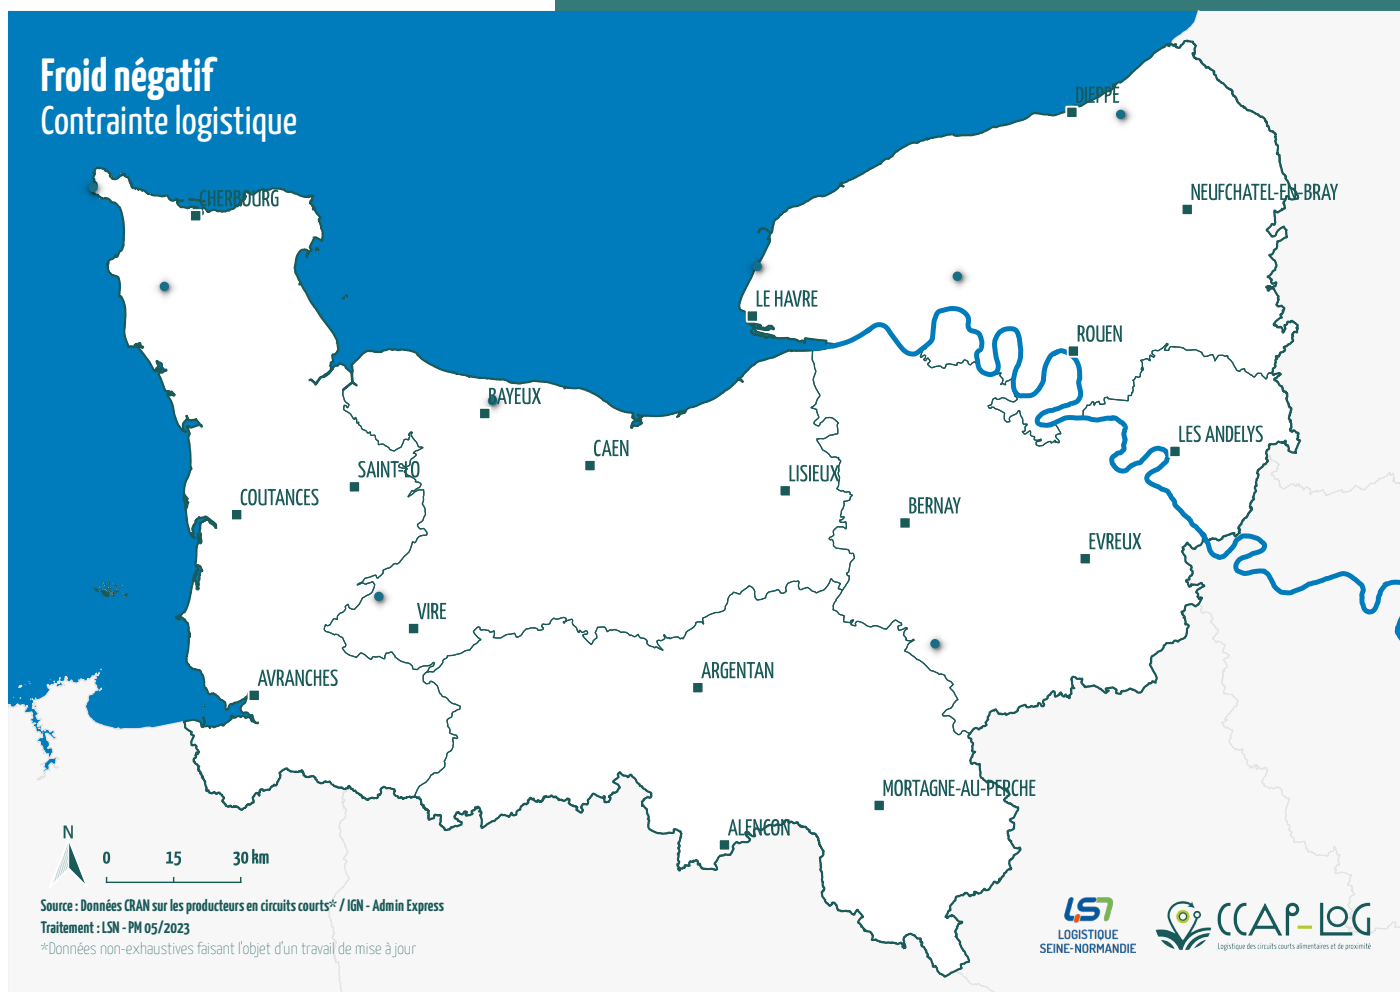 Froid négatif
Contrainte logistique
DIEPPE
CHERBOURG
NEUFCHATEL-EN-BRAY
LE HAVRE
ROUEN
BAYEUX
LES ANDELYS
CAEN
SAINT-LO
LISIEUX
COUTANCES
BERNAY
EVREUX
VIRE
AVRANCHES
ARGENTAN
MORTAGNE-AU-PERCHE
ALENCON
N
0 15 30 km
Source : Données CRAN sur les producteurs en circuits courts* / IGN - Admin Express
Traitement : LSN - PM 05/2023
*Données non-exhaustives faisant l'objet d'un travail de mise à jour
LSN
LOGISTIQUE
SEINE-NORMANDIE
CCAP-LOG
Logistique des circuits courts alimentaires et de proximité